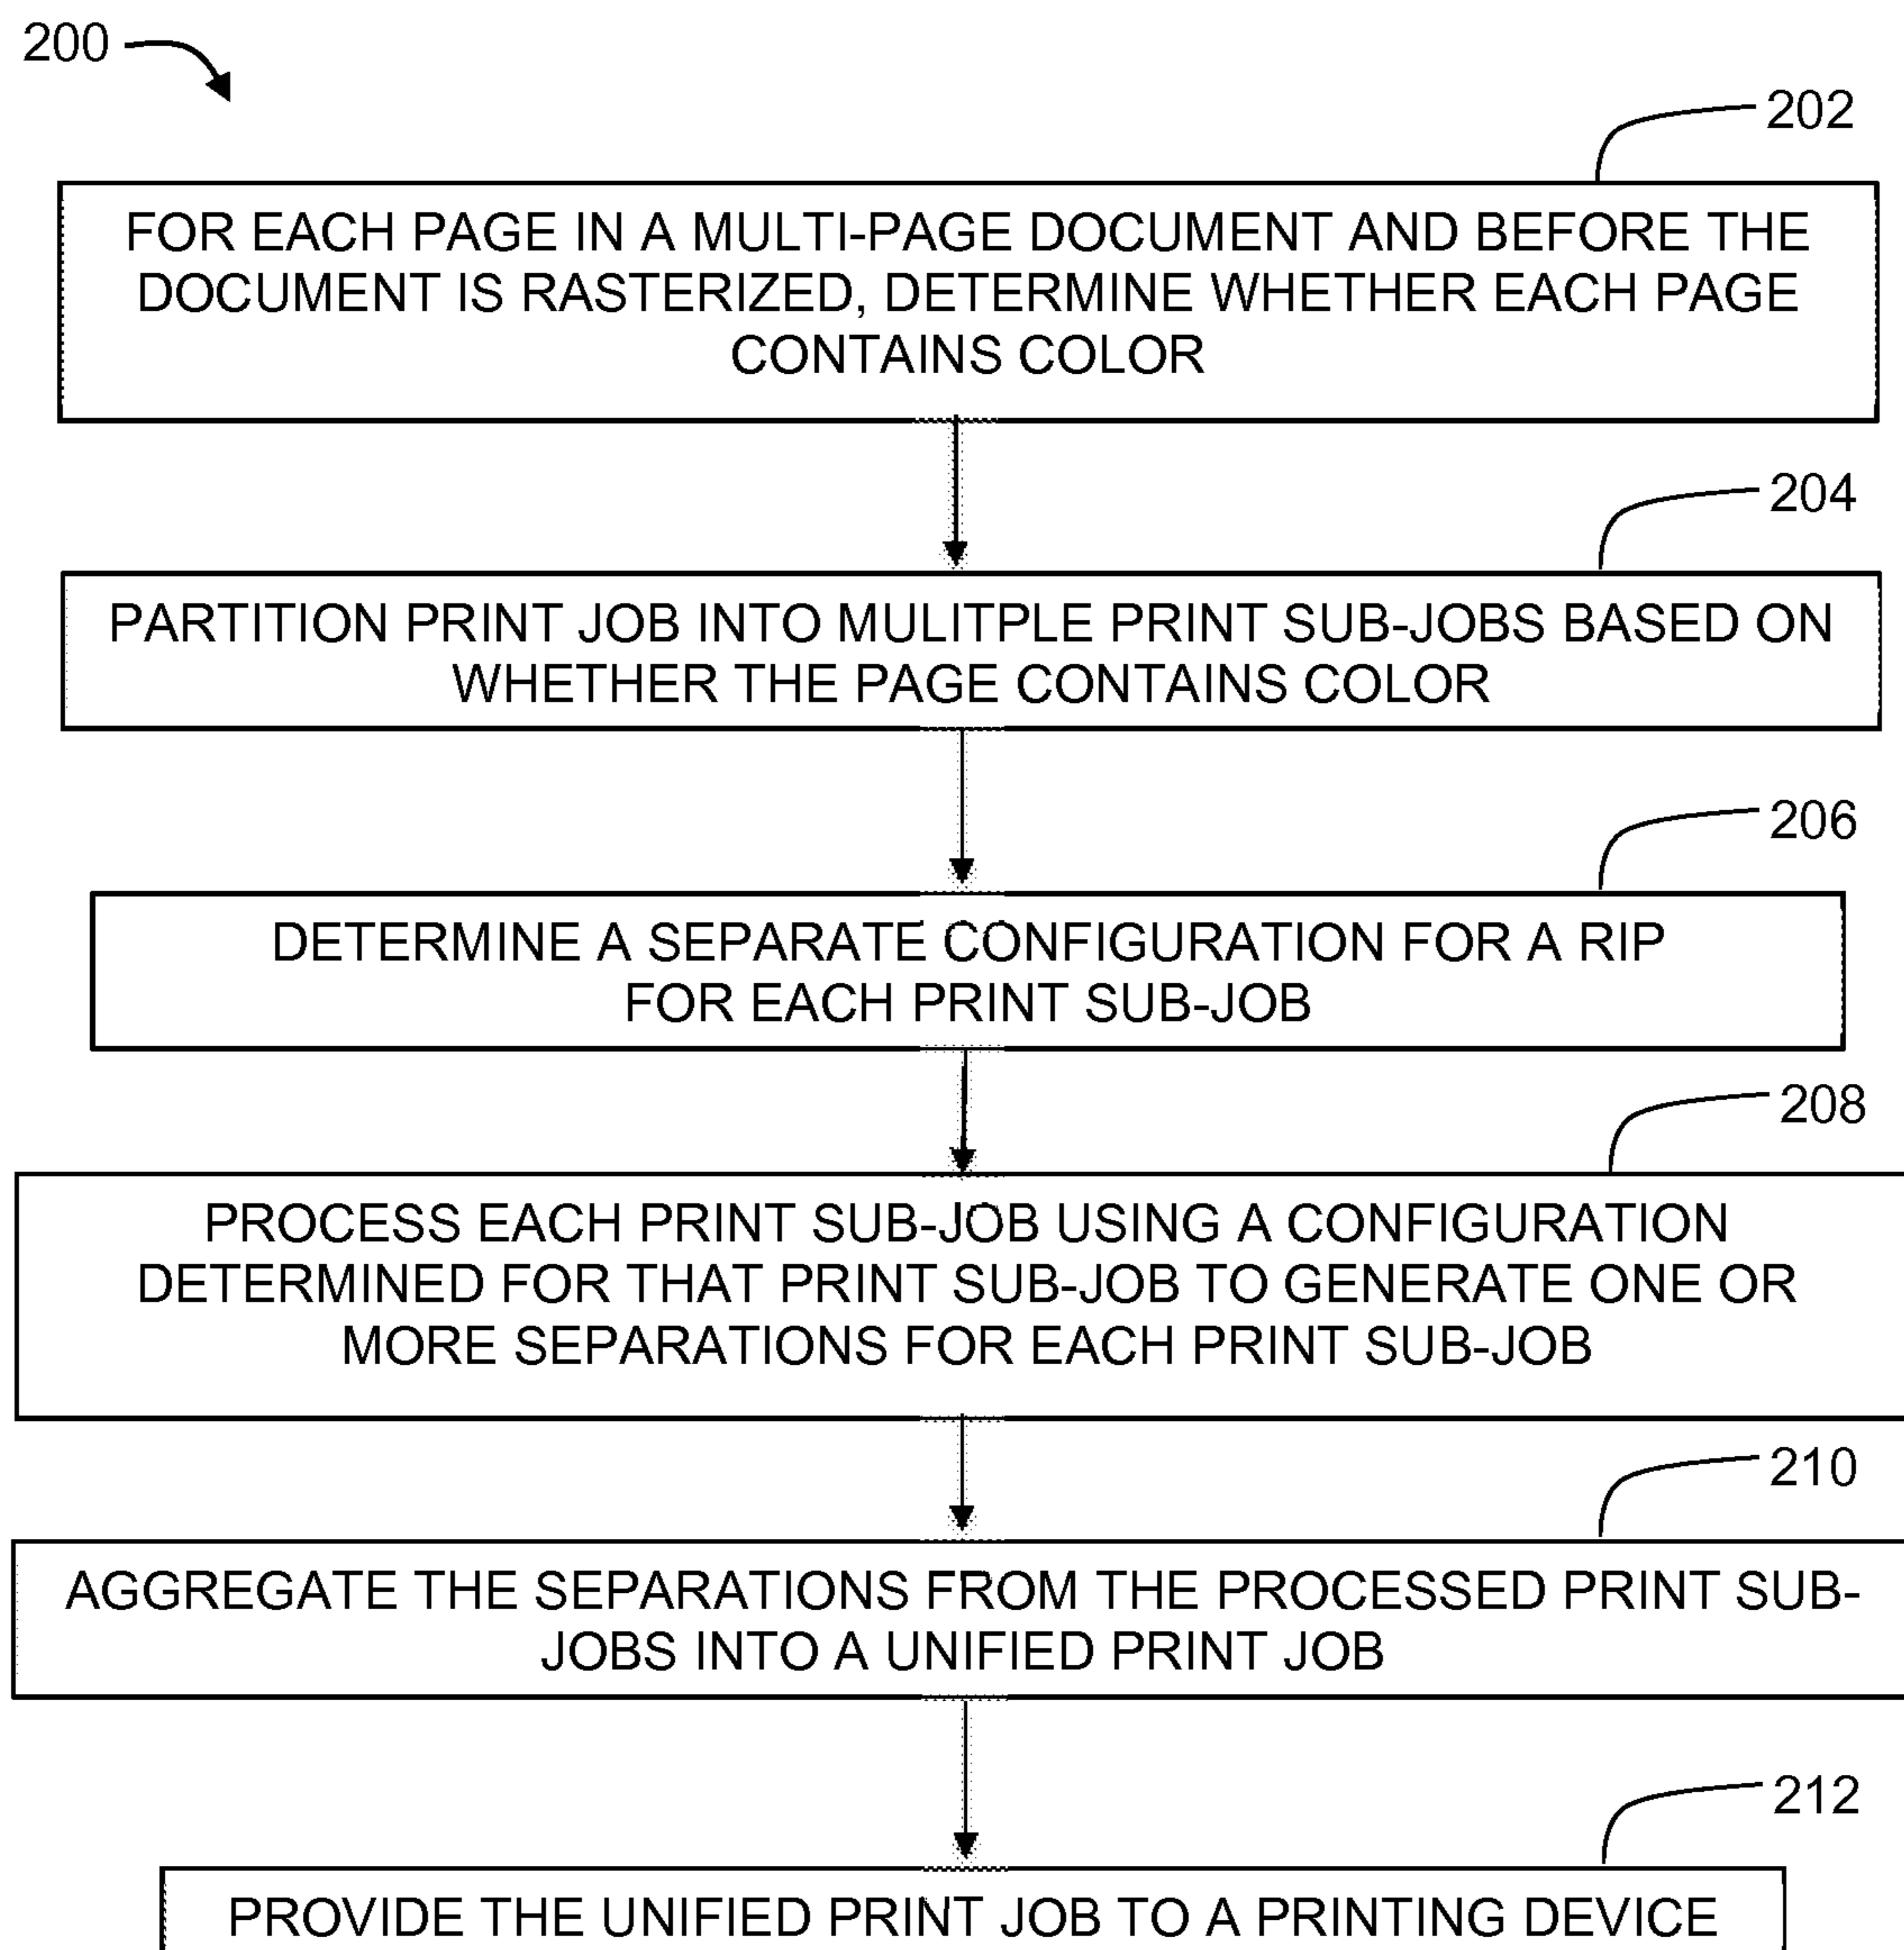 200
202
FOR EACH PAGE IN A MULTI-PAGE DOCUMENT AND BEFORE THE
DOCUMENT IS RASTERIZED, DETERMINE WHETHER EACH PAGE
CONTAINS COLOR
204
PARTITION PRINT JOB INTO MULITPLE PRINT SUB-JOBS BASED ON
WHETHER THE PAGE CONTAINS COLOR
206
DETERMINE A SEPARATE CONFIGURATION FOR A RIP
FOR EACH PRINT SUB-JOB
208
PROCESS EACH PRINT SUB-JOB USING A CONFIGURATION
DETERMINED FOR THAT PRINT SUB-JOB TO GENERATE ONE OR
MORE SEPARATIONS FOR EACH PRINT SUB-JOB
210
AGGREGATE THE SEPARATIONS FROM THE PROCESSED PRINT SUB-
JOBS INTO A UNIFIED PRINT JOB
212
PROVIDE THE UNIFIED PRINT JOB TO A PRINTING DEVICE